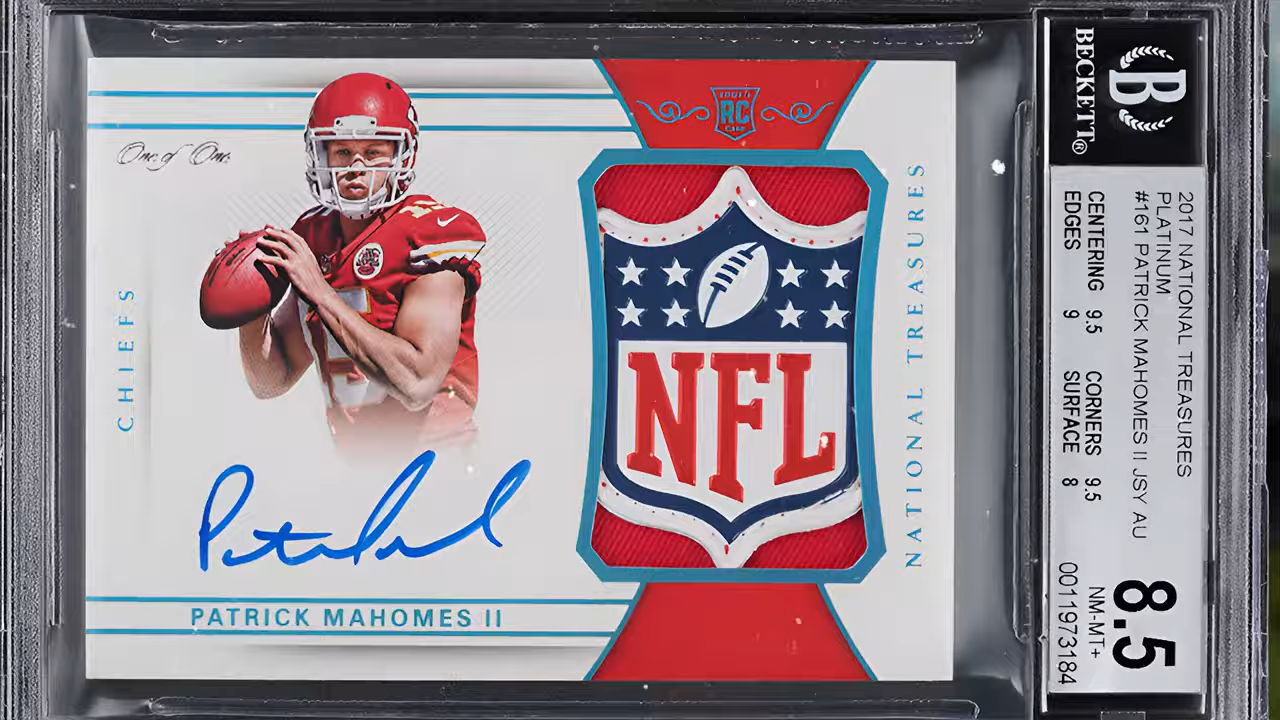 One of One
RC
CARD
CHIEFS
NATIONAL TREASURES
NFL
PATRICK MAHOMES II
B
BECKETT®
2017 NATIONAL TREASURES
PLATINUM
#161 PATRICK MAHOMES II JSY AU
CENTERING 9.5 CORNERS 9.5
EDGES 9 SURFACE 8
8.5
NM-MT+
0011973184